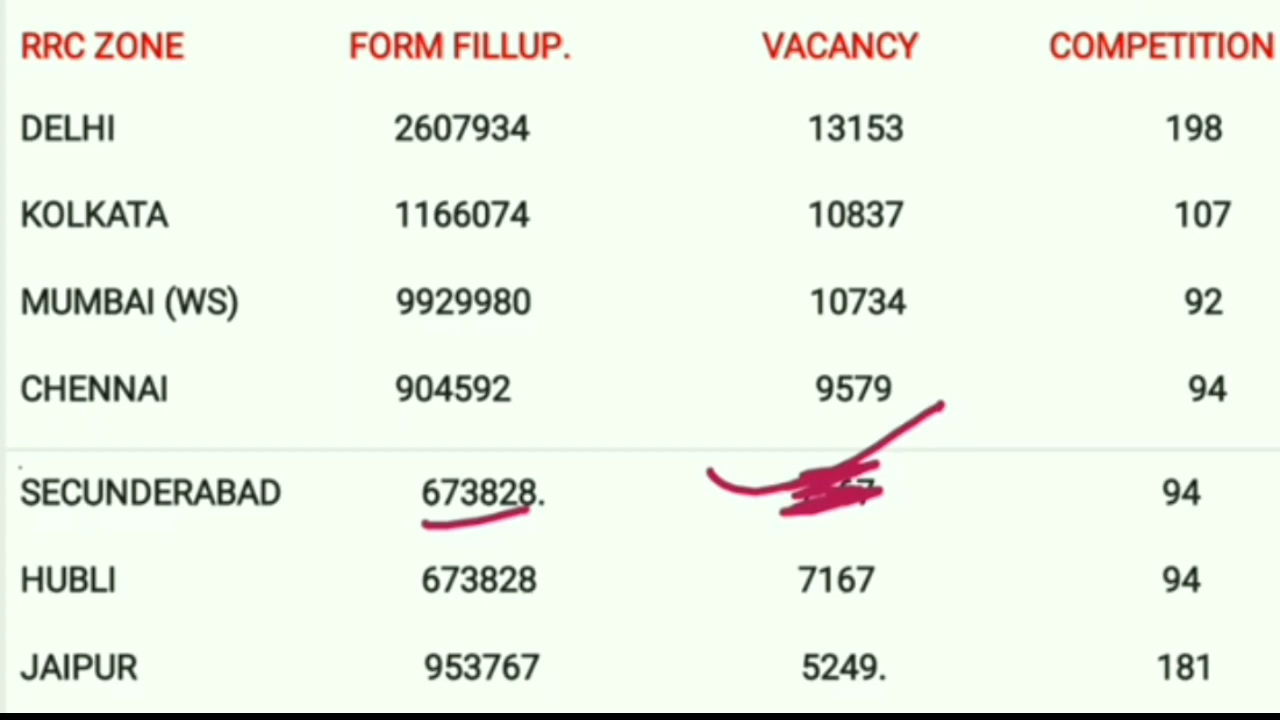 RRC ZONE FORM FILLUP. VACANCY COMPETITION
DELHI 2607934 13153 198
KOLKATA 1166074 10837 107
MUMBAI (WS) 9929980 10734 92
CHENNAI 904592 9579 94
SECUNDERABAD 673828. 94
HUBLI 673828 7167 94
JAIPUR 953767 5249. 181